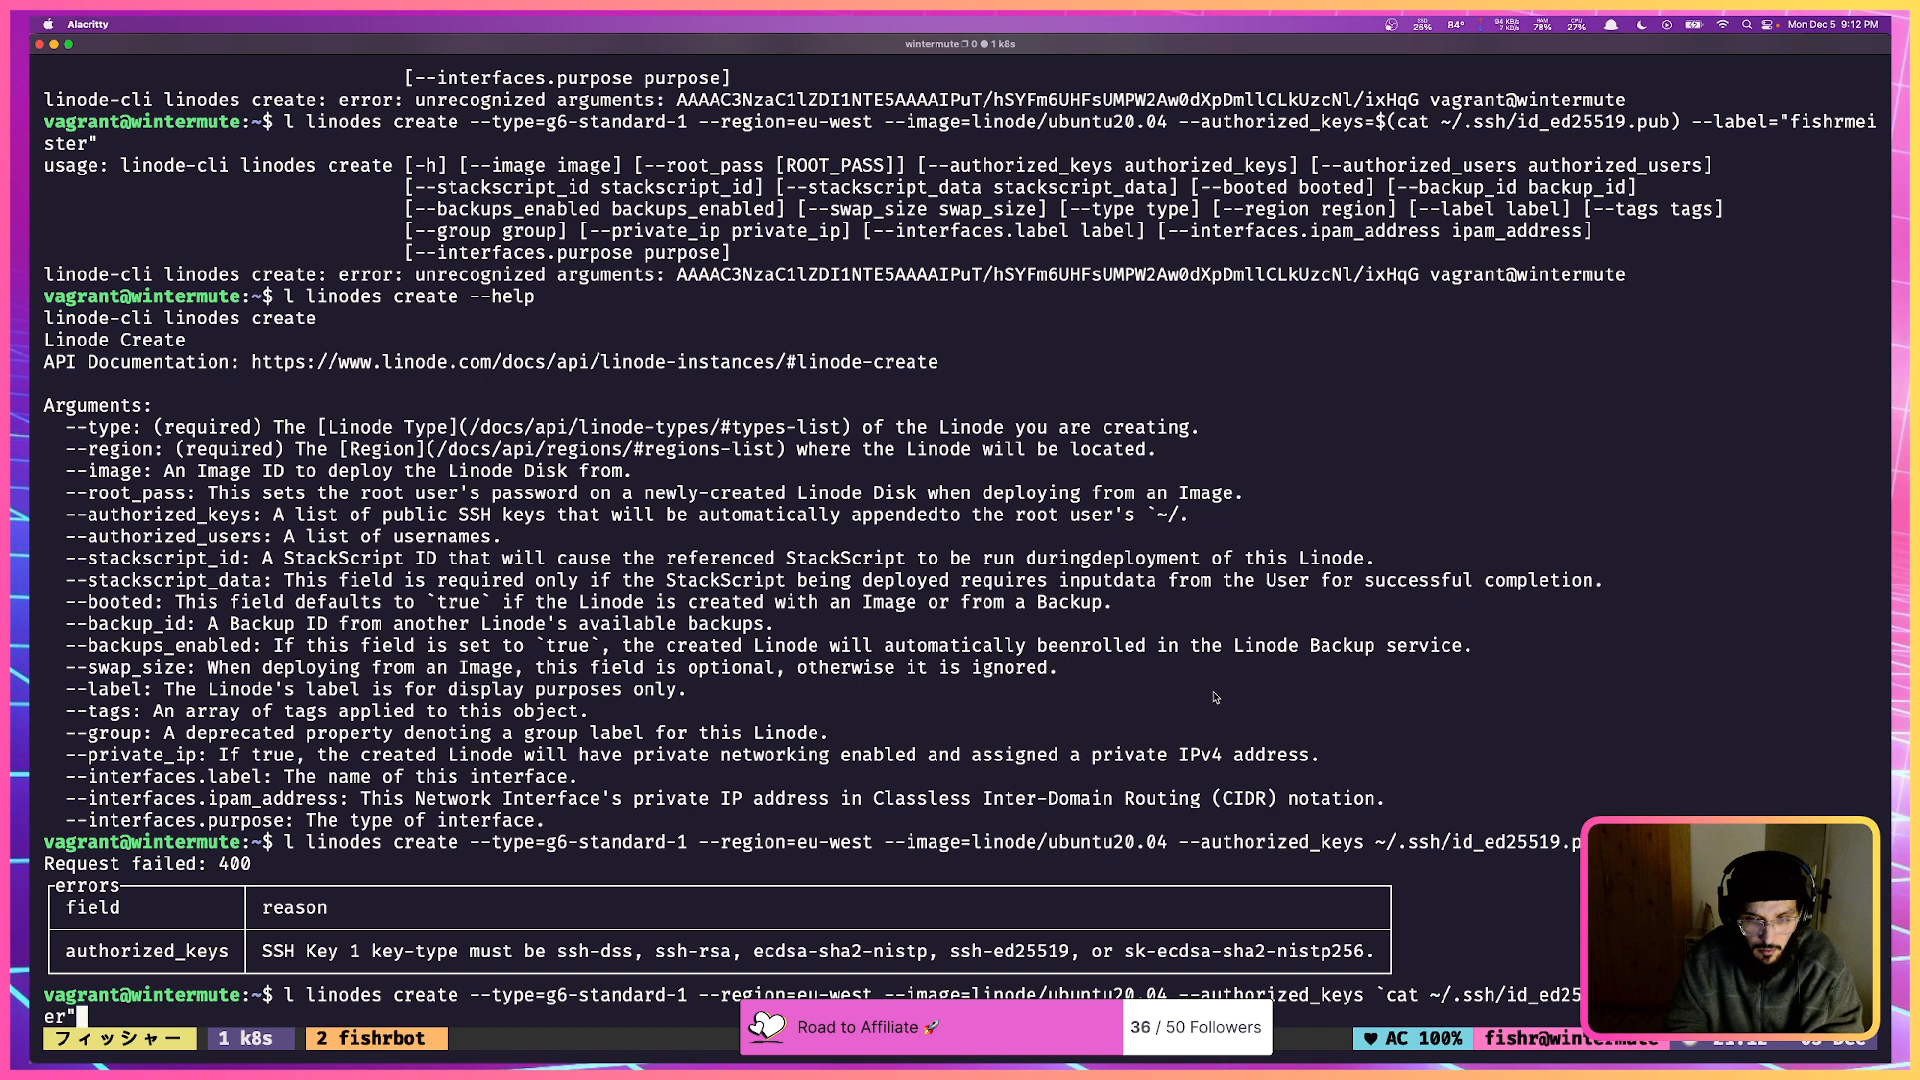 Alacritty
SSD 26% 84° 94 KB/s 7 KB/s RAM 78% CPU 27% Mon Dec 5 9:12 PM
wintermute 0 1 k8s
[--interfaces.purpose purpose]
linode-cli linodes create: error: unrecognized arguments: AAAAC3NzaC1lZDI1NTE5AAAAIPuT/hSYFm6UHFsUMPW2Aw0dXpDmllCLkUzcNl/ixHqG vagrant@wintermute
vagrant@wintermute:~$ l linodes create --type=g6-standard-1 --region=eu-west --image=linode/ubuntu20.04 --authorized_keys=$(cat ~/.ssh/id_ed25519.pub) --label="fishrmei
ster"
usage: linode-cli linodes create [-h] [--image image] [--root_pass [ROOT_PASS]] [--authorized_keys authorized_keys] [--authorized_users authorized_users]
[--stackscript_id stackscript_id] [--stackscript_data stackscript_data] [--booted booted] [--backup_id backup_id]
[--backups_enabled backups_enabled] [--swap_size swap_size] [--type type] [--region region] [--label label] [--tags tags]
[--group group] [--private_ip private_ip] [--interfaces.label label] [--interfaces.ipam_address ipam_address]
[--interfaces.purpose purpose]
linode-cli linodes create: error: unrecognized arguments: AAAAC3NzaC1lZDI1NTE5AAAAIPuT/hSYFm6UHFsUMPW2Aw0dXpDmllCLkUzcNl/ixHqG vagrant@wintermute
vagrant@wintermute:~$ l linodes create --help
linode-cli linodes create
Linode Create
API Documentation: https://www.linode.com/docs/api/linode-instances/#linode-create
Arguments:
--type: (required) The [Linode Type](/docs/api/linode-types/#types-list) of the Linode you are creating.
--region: (required) The [Region](/docs/api/regions/#regions-list) where the Linode will be located.
--image: An Image ID to deploy the Linode Disk from.
--root_pass: This sets the root user's password on a newly-created Linode Disk when deploying from an Image.
--authorized_keys: A list of public SSH keys that will be automatically appendedto the root user's `~/.
--authorized_users: A list of usernames.
--stackscript_id: A StackScript ID that will cause the referenced StackScript to be run duringdeployment of this Linode.
--stackscript_data: This field is required only if the StackScript being deployed requires inputdata from the User for successful completion.
--booted: This field defaults to `true` if the Linode is created with an Image or from a Backup.
--backup_id: A Backup ID from another Linode's available backups.
--backups_enabled: If this field is set to `true`, the created Linode will automatically beenrolled in the Linode Backup service.
--swap_size: When deploying from an Image, this field is optional, otherwise it is ignored.
--label: The Linode's label is for display purposes only.
--tags: An array of tags applied to this object.
--group: A deprecated property denoting a group label for this Linode.
--private_ip: If true, the created Linode will have private networking enabled and assigned a private IPv4 address.
--interfaces.label: The name of this interface.
--interfaces.ipam_address: This Network Interface's private IP address in Classless Inter-Domain Routing (CIDR) notation.
--interfaces.purpose: The type of interface.
vagrant@wintermute:~$ l linodes create --type=g6-standard-1 --region=eu-west --image=linode/ubuntu20.04 --authorized_keys ~/.ssh/id_ed25519.p
Request failed: 400
errors
field reason
authorized_keys SSH Key 1 key-type must be ssh-dss, ssh-rsa, ecdsa-sha2-nistp, ssh-ed25519, or sk-ecdsa-sha2-nistp256.
vagrant@wintermute:~$ l linodes create --type=g6-standard-1 --region=eu-west --image=linode/ubuntu20.04 --authorized_keys `cat ~/.ssh/id_ed25
er"
Road to Affiliate 🚀 36 / 50 Followers
フィッシャー 1 k8s 2 fishrbot ♥ AC 100% fishr@wintermute